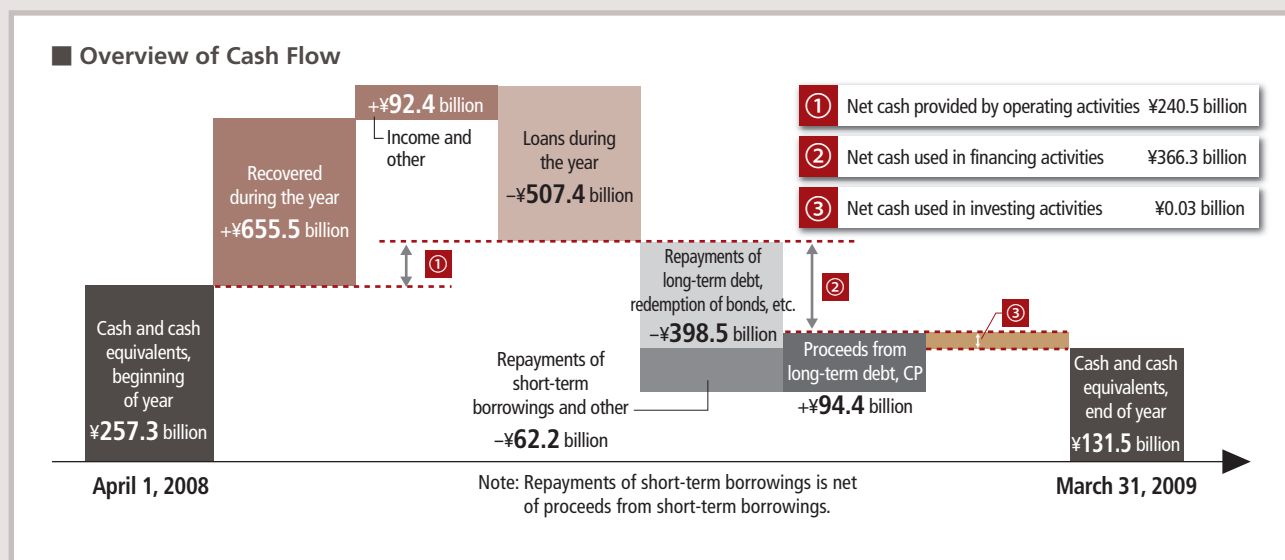 ■ Overview of Cash Flow
+¥92.4 billion
Income and
other
Recovered
during the year
+¥655.5 billion
Loans during
the year
–¥507.4 billion
① Net cash provided by operating activities ¥240.5 billion
② Net cash used in financing activities ¥366.3 billion
③ Net cash used in investing activities ¥0.03 billion
①
②
③
Cash and cash
equivalents,
beginning
of year
¥257.3 billion
Repayments of
long-term debt,
redemption of bonds, etc.
–¥398.5 billion
Repayments of
short-term
borrowings and other
–¥62.2 billion
Proceeds from
long-term debt, CP
+¥94.4 billion
Cash and cash
equivalents,
end of year
¥131.5 billion
April 1, 2008
Note: Repayments of short-term borrowings is net
of proceeds from short-term borrowings.
March 31, 2009